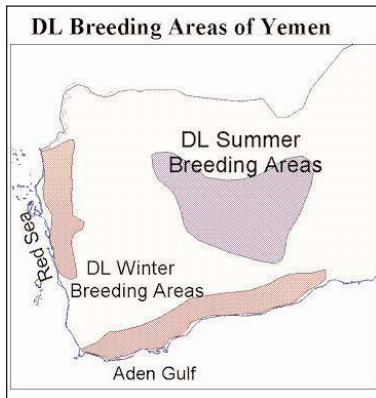 DL Breeding Areas of Yemen
DL Summer
Breeding Areas
Red Sea
DL Winter
Breeding Areas
Aden Gulf